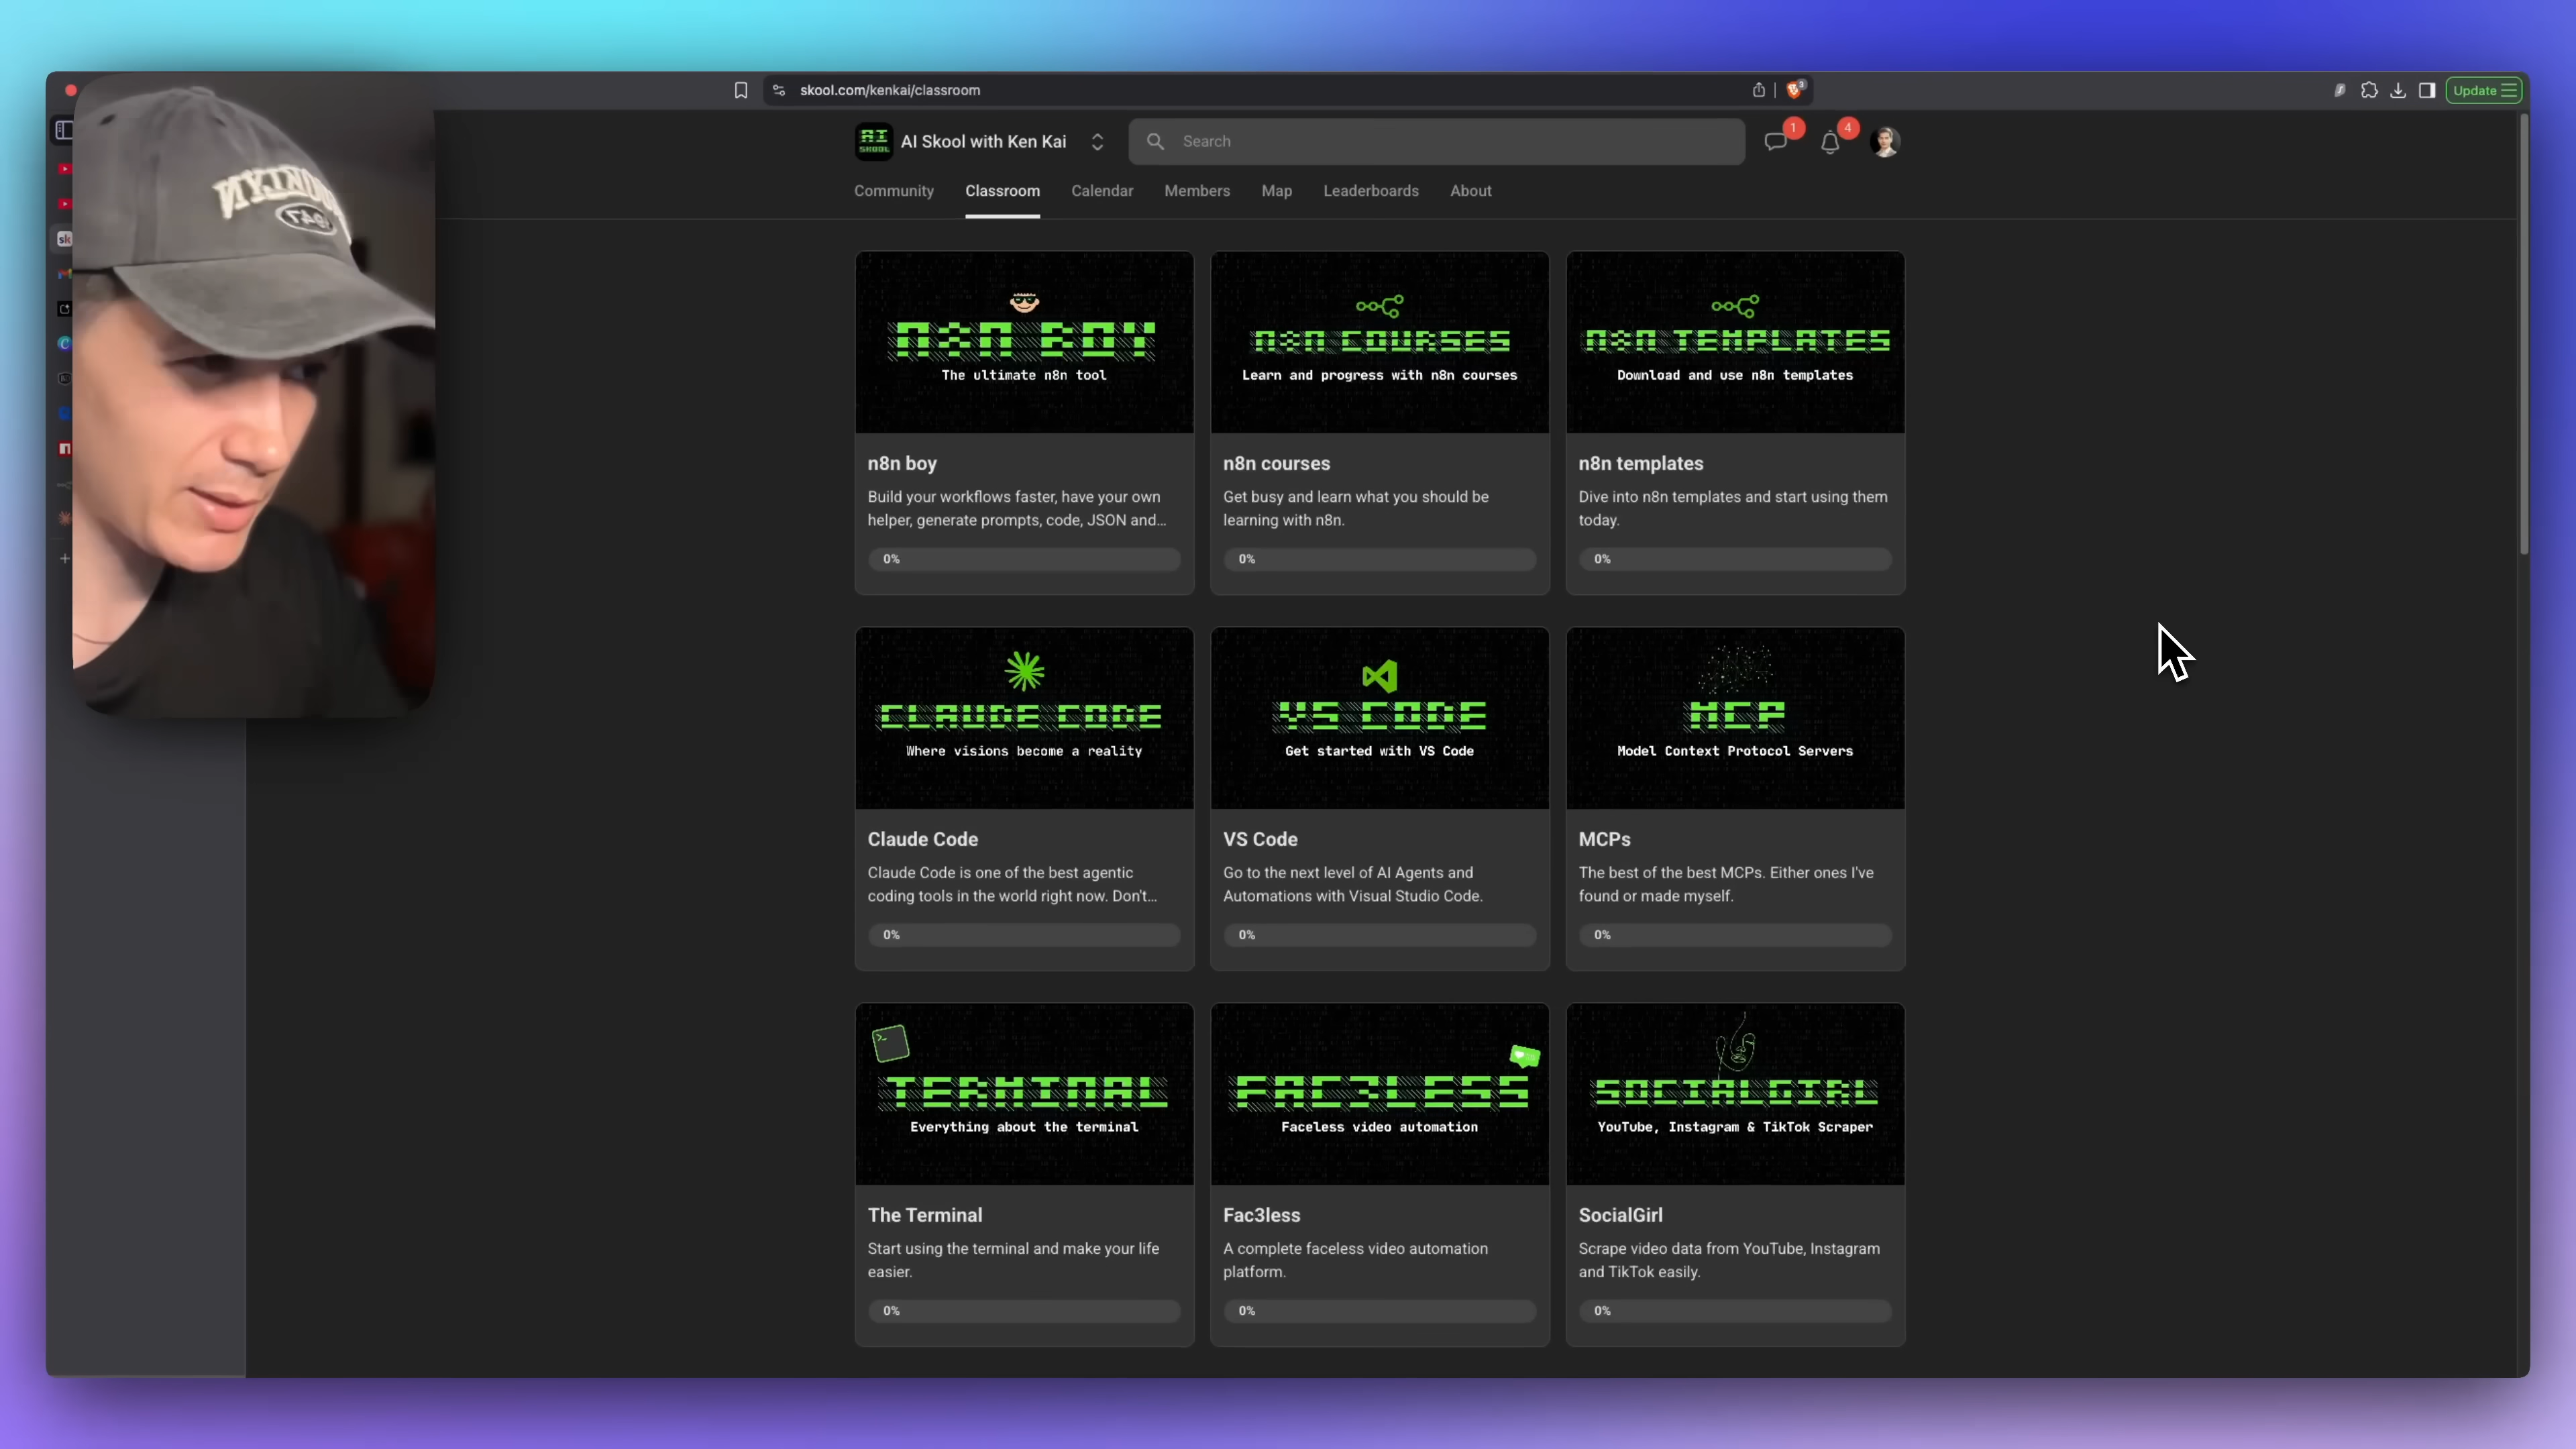 skool.com/kenkai/classroom
3
Update
AI SKOOL
AI Skool with Ken Kai
Search
1
4
Community
Classroom
Calendar
Members
Map
Leaderboards
About
N8N BOY
The ultimate n8n tool
N8N COURSES
Learn and progress with n8n courses
N8N TEMPLATES
Download and use n8n templates
n8n boy
Build your workflows faster, have your own
helper, generate prompts, code, JSON and...
0%
n8n courses
Get busy and learn what you should be
learning with n8n.
0%
n8n templates
Dive into n8n templates and start using them
today.
0%
CLAUDE CODE
Where visions become a reality
VS CODE
Get started with VS Code
MCP
Model Context Protocol Servers
Claude Code
Claude Code is one of the best agentic
coding tools in the world right now. Don't...
0%
VS Code
Go to the next level of AI Agents and
Automations with Visual Studio Code.
0%
MCPs
The best of the best MCPs. Either ones I've
found or made myself.
0%
TERMINAL
Everything about the terminal
FAC3LESS
Faceless video automation
SOCIALGIRL
YouTube, Instagram & TikTok Scraper
The Terminal
Start using the terminal and make your life
easier.
0%
Fac3less
A complete faceless video automation
platform.
0%
SocialGirl
Scrape video data from YouTube, Instagram
and TikTok easily.
0%